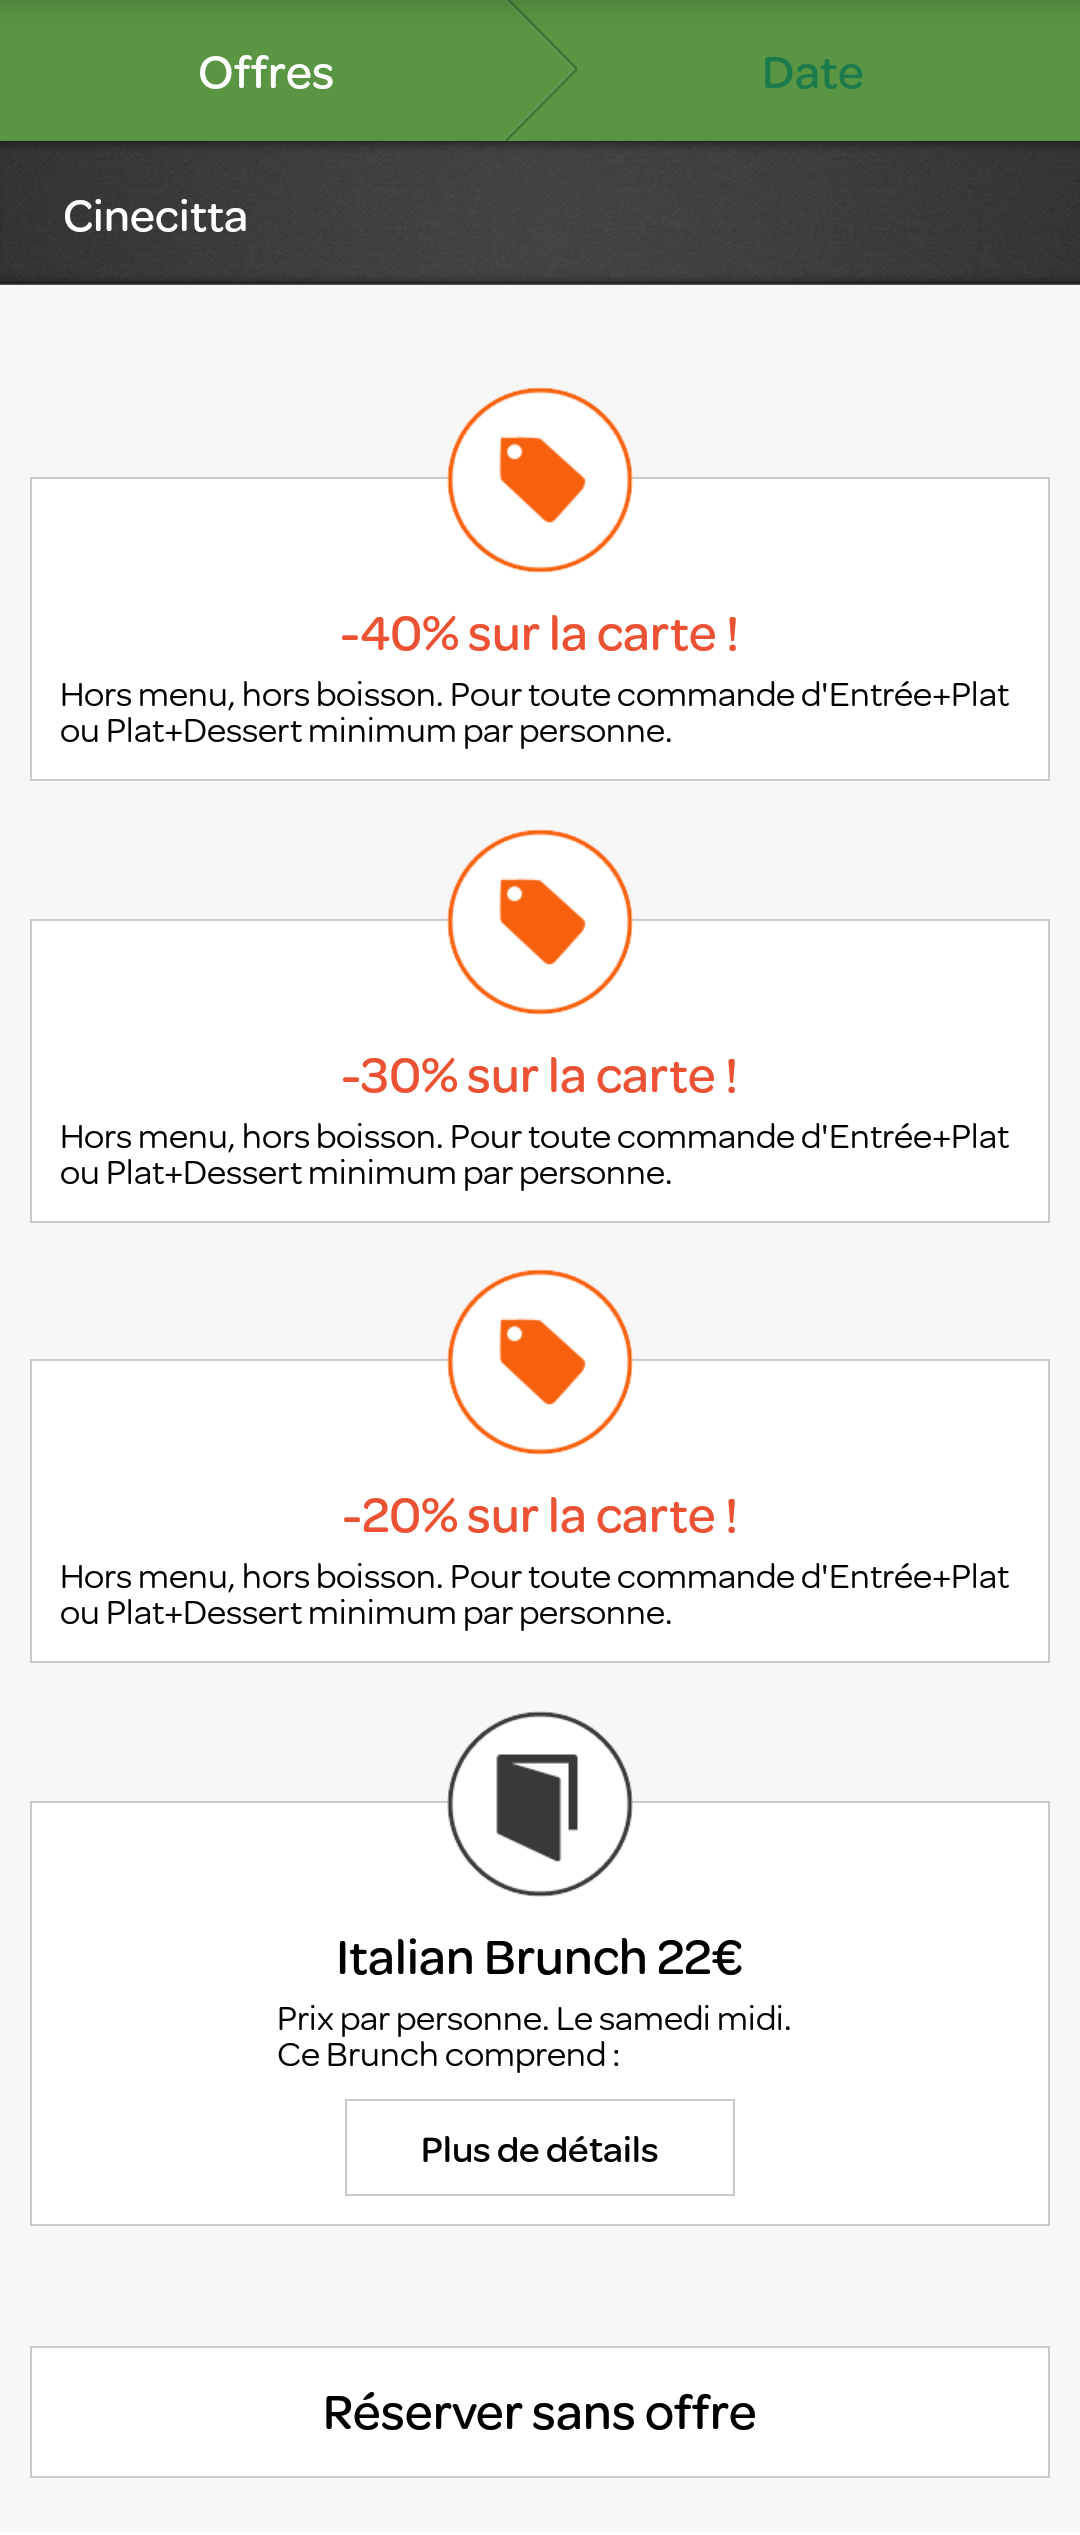 Offres
Date
Cinecitta
-40% sur la carte !
Hors menu, hors boisson. Pour toute commande d'Entrée+Plat
ou Plat+Dessert minimum par personne.
-30% sur la carte !
Hors menu, hors boisson. Pour toute commande d'Entrée+Plat
ou Plat+Dessert minimum par personne.
-20% sur la carte !
Hors menu, hors boisson. Pour toute commande d'Entrée+Plat
ou Plat+Dessert minimum par personne.
Italian Brunch 22€
Prix par personne. Le samedi midi.
Ce Brunch comprend :
Plus de détails
Réserver sans offre